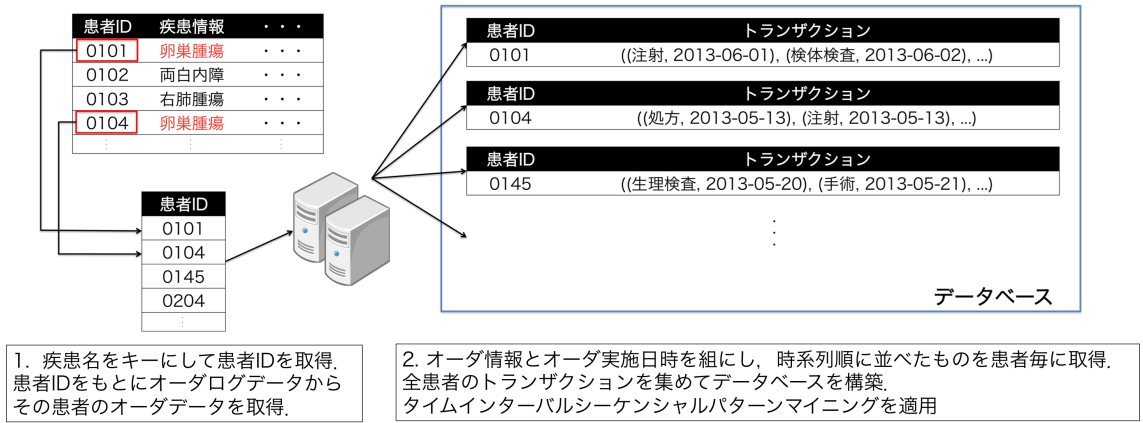 患者ID 疾患情報 ・・・
0101 卵巣腫瘍 ・・・
0102 両白内障 ・・・
0103 右肺腫瘍 ・・・
0104 卵巣腫瘍 ・・・
患者ID
0101
0104
0145
0204
患者ID トランザクション
0101 ((注射, 2013-06-01), (検体検査, 2013-06-02), ...)
患者ID トランザクション
0104 ((処方, 2013-05-13), (注射, 2013-05-13), ...)
患者ID トランザクション
0145 ((生理検査, 2013-05-20), (手術, 2013-05-21), ...)
データベース
1. 疾患名をキーにして患者IDを取得.
患者IDをもとにオーダログデータから
その患者のオーダデータを取得.
2. オーダ情報とオーダ実施日時を組にし,時系列順に並べたものを患者毎に取得.
全患者のトランザクションを集めてデータベースを構築.
タイムインターバルシーケンシャルパターンマイニングを適用